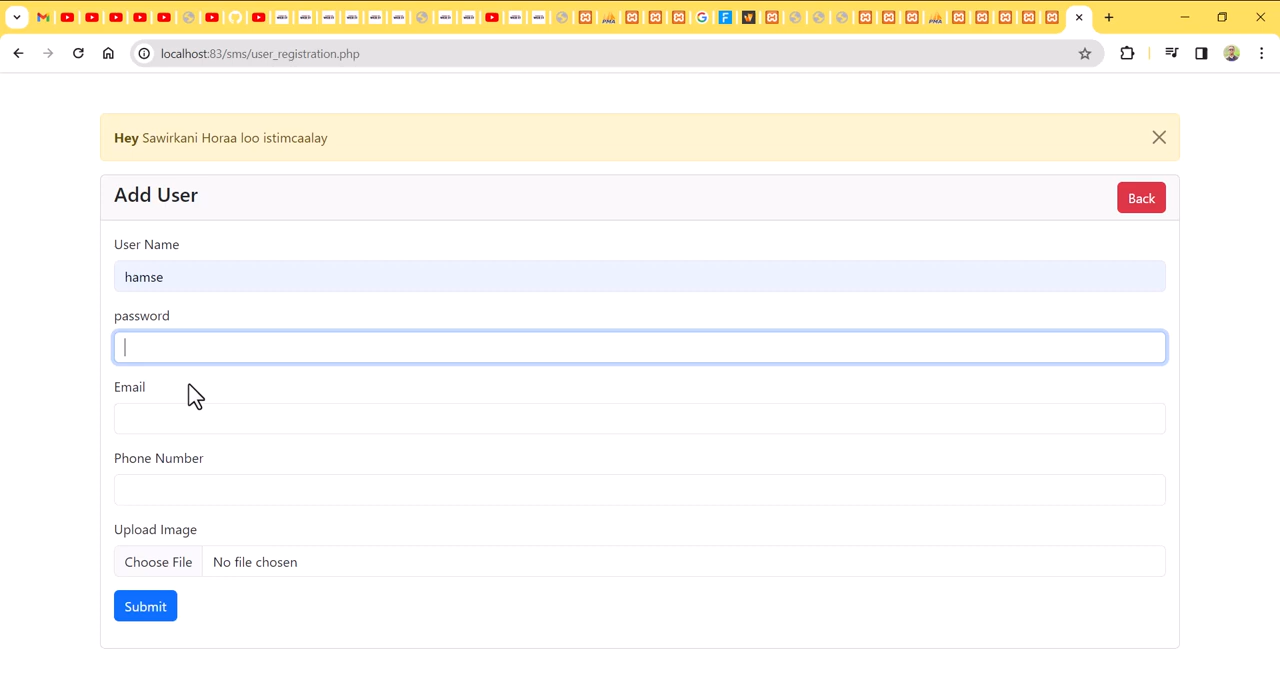 localhost:83/sms/user_registration.php
Hey Sawirkani Horaa loo istimcaalay
Add User
Back
User Name
hamse
password
Email
Phone Number
Upload Image
Choose File No file chosen
Submit